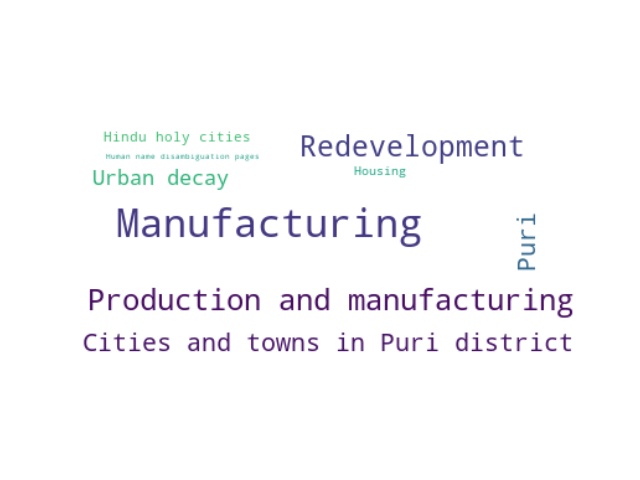 Hindu holy cities
Human name disambiguation pages
Urban decay
Redevelopment
Housing
Manufacturing
Puri
Production and manufacturing
Cities and towns in Puri district